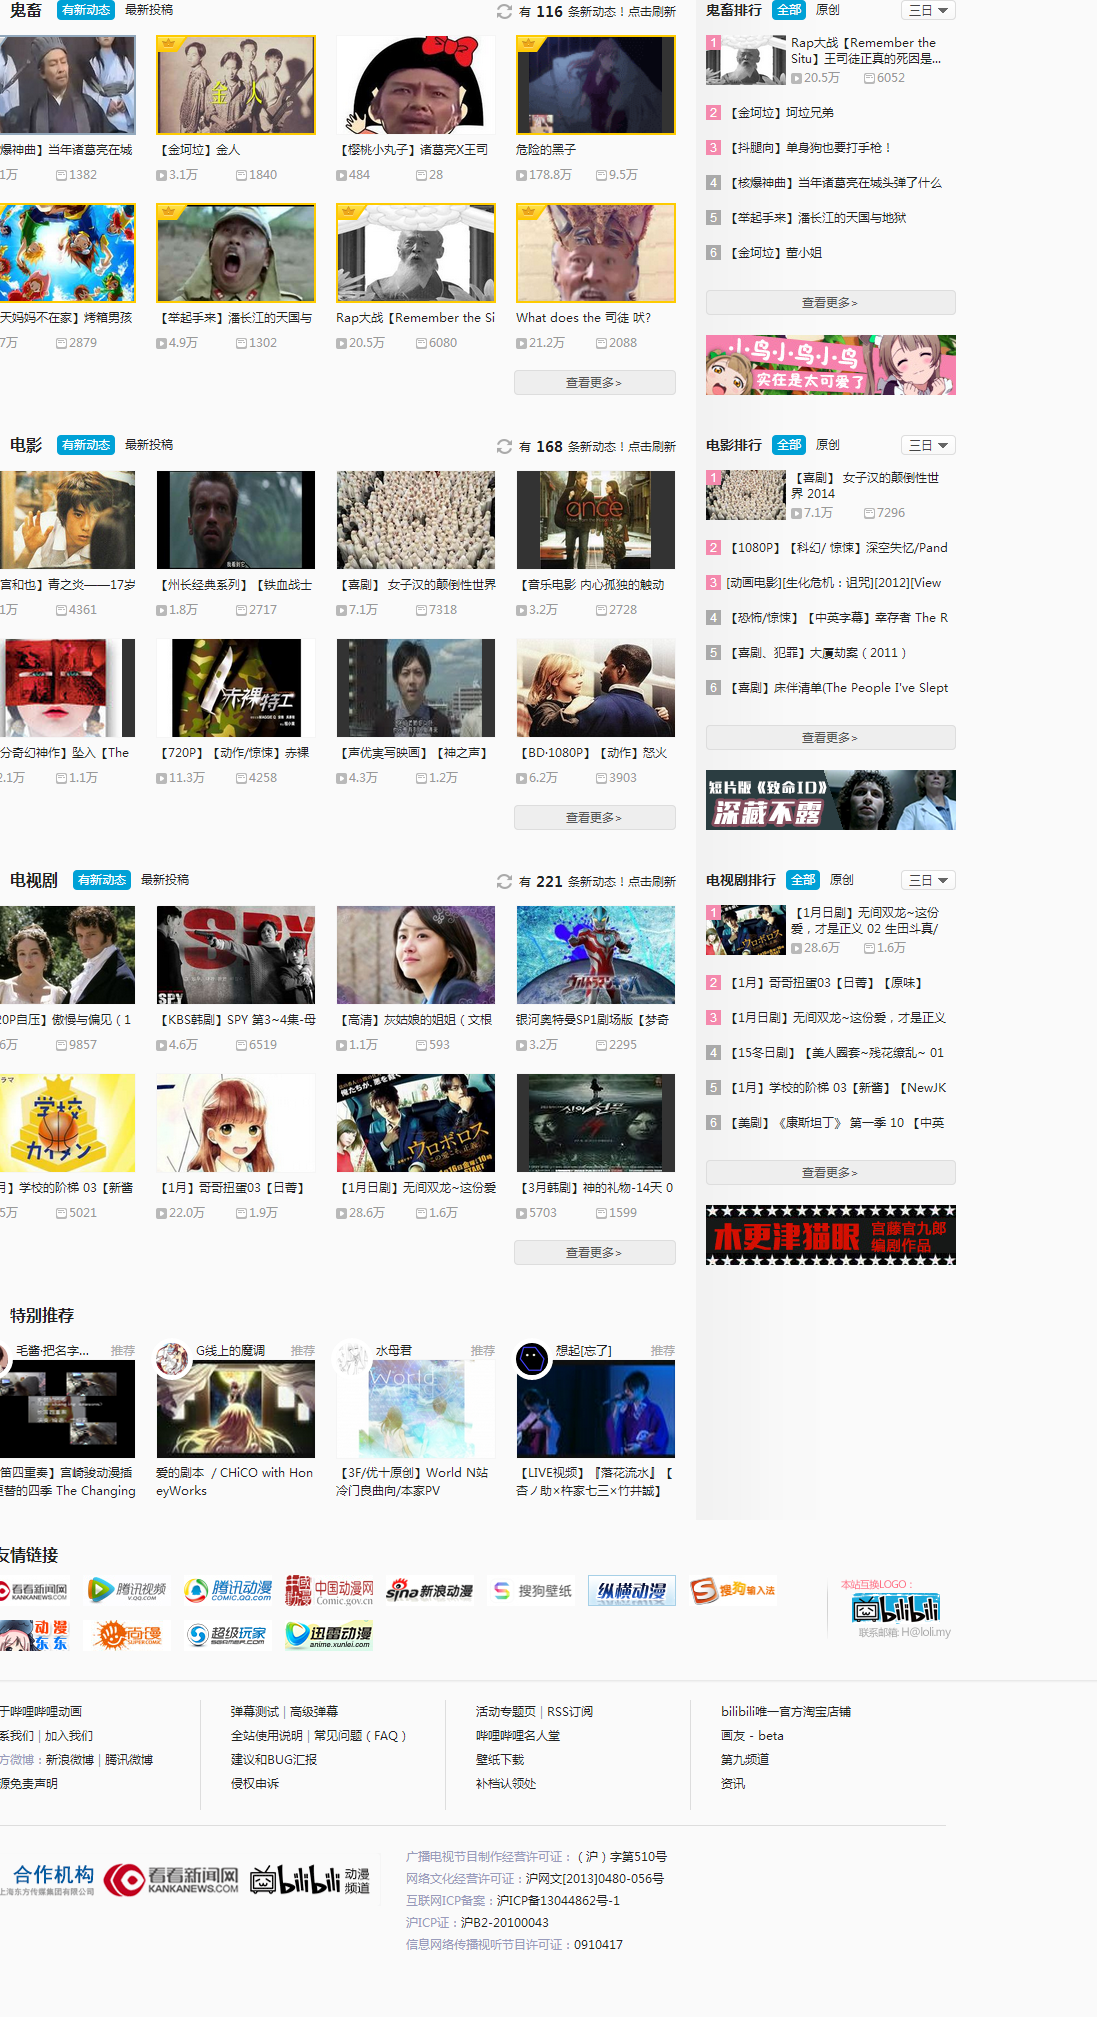 鬼畜 有新动态 最新投稿
有 116 条新动态！点击刷新
爆神曲】当年诸葛亮在城
1万 1382
【金坷垃】金人
3.1万 1840
【樱桃小丸子】诸葛亮X王司
484 28
危险的黑子
178.8万 9.5万
天妈妈不在家】烤箱男孩
7万 2879
【举起手来】潘长江的天国与
4.9万 1302
Rap大战【Remember the Si
20.5万 6080
What does the 司徒 吠?
21.2万 2088
查看更多>
鬼畜排行 全部 原创 三日
1 Rap大战【Remember the
Situ】王司徒正真的死因是...
20.5万 6052
2 【金坷垃】坷垃兄弟
3 【抖腿向】单身狗也要打手枪！
4 【核爆神曲】当年诸葛亮在城头弹了什么
5 【举起手来】潘长江的天国与地狱
6 【金坷垃】董小姐
查看更多>
小鸟·小鸟·小鸟
实在是太可爱了
电影 有新动态 最新投稿
有 168 条新动态！点击刷新
宫和也】青之炎——17岁
1万 4361
【州长经典系列】【铁血战士
1.8万 2717
【喜剧】 女子汉的颠倒性世界
7.1万 7318
once
【音乐电影 内心孤独的触动
3.2万 2728
分奇幻神作】坠入【The
2.1万 1.1万
赤裸特工
【720P】【动作/惊悚】赤裸
11.3万 4258
【声优実写映画】【神之声】
4.3万 1.2万
【BD·1080P】【动作】怒火
6.2万 3903
查看更多>
电影排行 全部 原创 三日
1 【喜剧】 女子汉的颠倒性世
界 2014
7.1万 7296
2 【1080P】【科幻/ 惊悚】深空失忆/Pand
3 [动画电影][生化危机：诅咒][2012][View
4 【恐怖/惊悚】【中英字幕】幸存者 The R
5 【喜剧、犯罪】大厦劫案（2011）
6 【喜剧】床伴清单(The People I've Slept
查看更多>
短片版《致命ID》
深藏不露
电视剧 有新动态 最新投稿
有 221 条新动态！点击刷新
20P自压】傲慢与偏见（1
6万 9857
SPY
SPY
【KBS韩剧】SPY 第3~4集-母
4.6万 6519
【高清】灰姑娘的姐姐（文根
1.1万 593
银河奥特曼SP1剧场版【梦奇
3.2万 2295
学校
カイダン
月】学校的阶梯 03【新酱
5万 5021
【1月】哥哥扭蛋03【日菁】
22.0万 1.9万
ウロボロス
【1月日剧】无间双龙~这份爱
28.6万 1.6万
【3月韩剧】神的礼物-14天 0
5703 1599
查看更多>
电视剧排行 全部 原创 三日
1 【1月日剧】无间双龙~这份
爱，才是正义 02 生田斗真/
28.6万 1.6万
2 【1月】哥哥扭蛋03【日菁】【原味】
3 【1月日剧】无间双龙~这份爱，才是正义
4 【15冬日剧】【美人圈套~残花缭乱~ 01
5 【1月】学校的阶梯 03【新酱】【NewJK
6 【美剧】《康斯坦丁》 第一季 10 【中英
查看更多>
木更津猫眼
宫藤官九郎
编剧作品
特别推荐
毛酱·把名字... 推荐
笛四重奏】宫崎骏动漫插
更替的四季 The Changing
G线上的魔调 推荐
爱的剧本 / CHiCO with Hon
eyWorks
水母君 推荐
World
【3F/优十原创】World N站
冷门良曲向/本家PV
想起[忘了] 推荐
【LIVE视频】『落花流水』【
杏ノ助×杵家七三×竹井誠】
友情链接
看看新闻网 KANKANEWS.COM
腾讯视频 V.QQ.COM
腾讯动漫 COMIC.QQ.COM
中国动漫网 Comic.gov.cn
sina新浪动漫
搜狗壁纸
纵横动漫
搜狗输入法
动漫东东
尚漫 SUPERCOMIC
超级玩家 SGAMER.COM
迅雷动漫 anime.xunlei.com
本站互换LOGO：
bilibili
联系邮箱: H@loli.my
于哔哩哔哩动画
系我们 | 加入我们
方微博：新浪微博 | 腾讯微博
源免责声明
弹幕测试 | 高级弹幕
全站使用说明 | 常见问题（FAQ）
建议和BUG汇报
侵权申诉
活动专题页 | RSS订阅
哔哩哔哩名人堂
壁纸下载
补档认领处
bilibili唯一官方淘宝店铺
画友 - beta
第九频道
资讯
合作机构
上海东方传媒集团有限公司
看看新闻网
KANKANEWS.COM
bilibili 动漫频道
广播电视节目制作经营许可证：（沪）字第510号
网络文化经营许可证：沪网文[2013]0480-056号
互联网ICP备案：沪ICP备13044862号-1
沪ICP证：沪B2-20100043
信息网络传播视听节目许可证：0910417